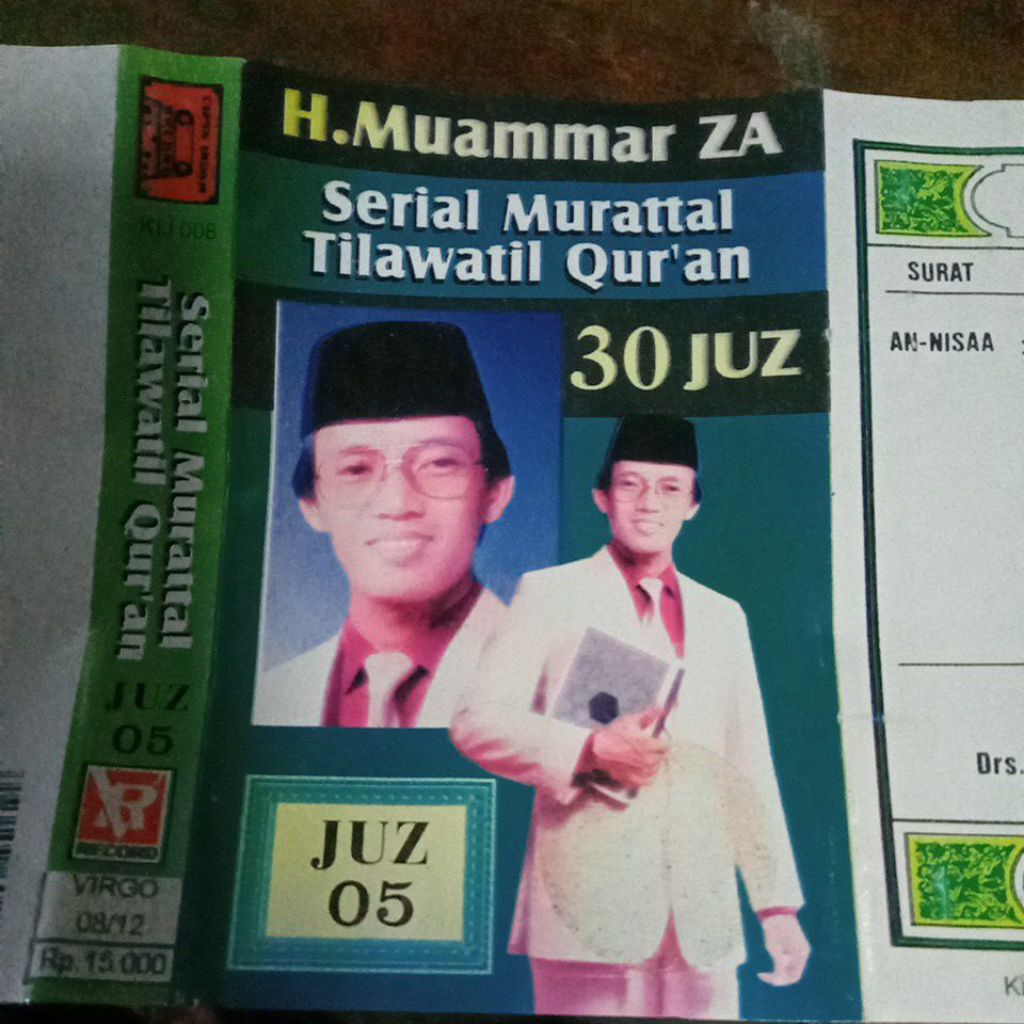 H.Muammar ZA
Serial Murattal
Tilawatil Qur'an
30 JUZ
JUZ
05
Serial Murattal
Tilawatil Qur'an
JUZ
05
RECORD
VIRGO
08/12
Rp. 15.000
SURAT
AN-NISAA
Drs.